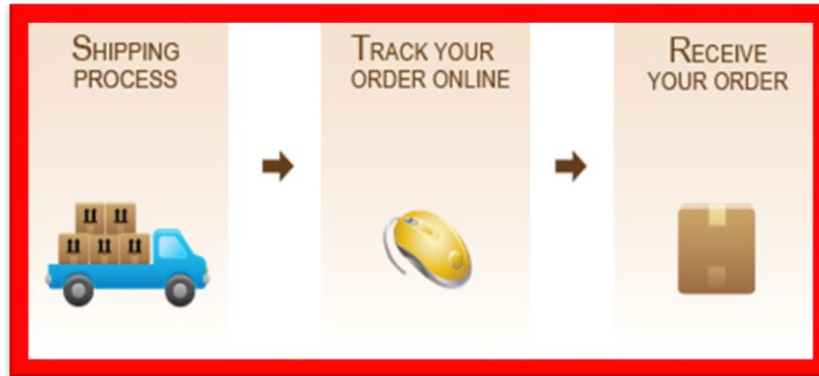 SHIPPING
PROCESS
TRACK YOUR
ORDER ONLINE
RECEIVE
YOUR ORDER